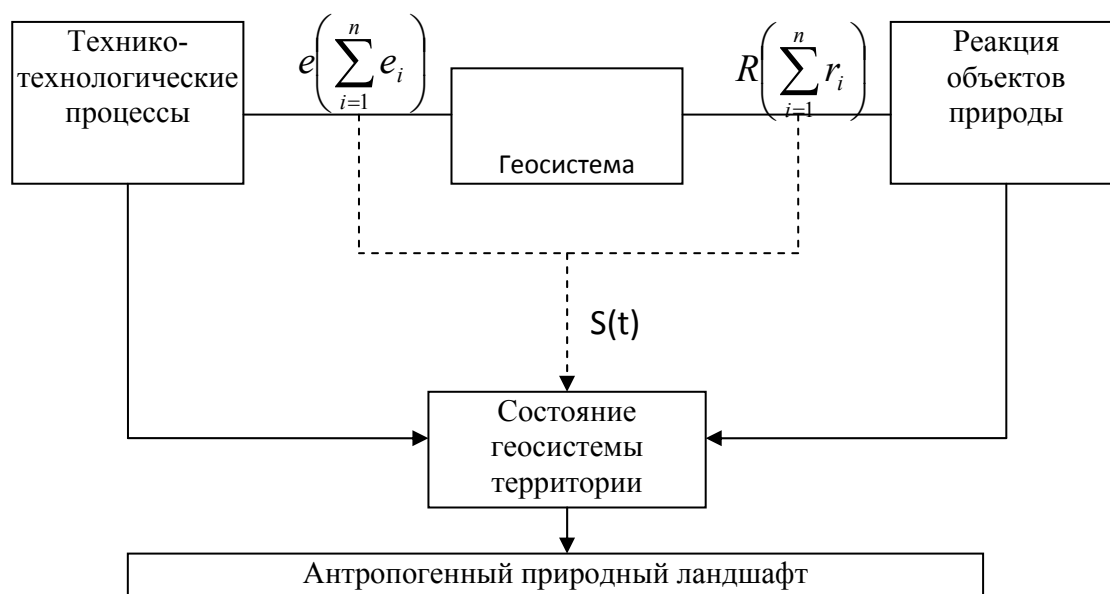 Технико-
технологические
процессы
e(∑_{i=1}^{n} e_i)
Геосистема
R(∑_{i=1}^{n} r_i)
Реакция
объектов
природы
S(t)
Состояние
геосистемы
территории
Антропогенный природный ландшафт